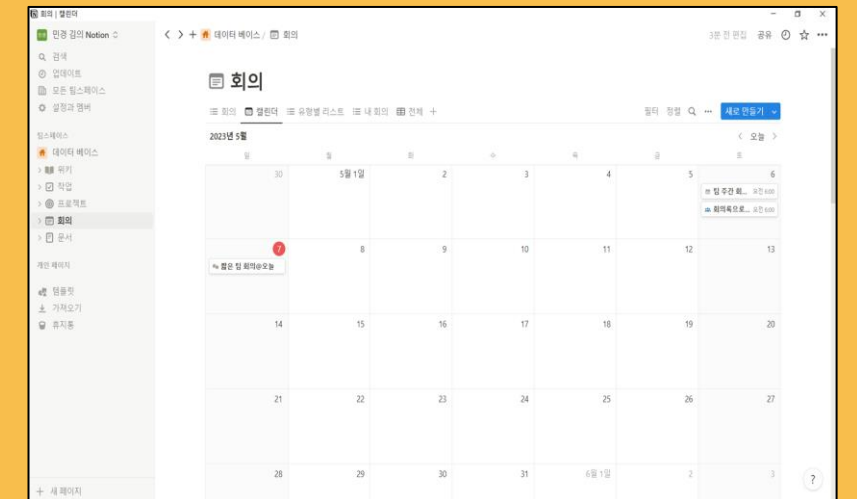 회의 | 캘린더
민경 김의 Notion
검색
업데이트
모든 팀스페이스
설정과 멤버
팀스페이스
데이터 베이스
위키
작업
프로젝트
회의
문서
개인 페이지
템플릿
가져오기
휴지통
+ 새 페이지
데이터 베이스 / 회의
3분 전 편집 공유
회의
회의 캘린더 유형별 리스트 내 회의 전체 +
필터 정렬 새로 만들기
2023년 5월
< 오늘 >
일 월 화 수 목 금 토
30 5월 1일 2 3 4 5 6
팀 주간 회... 오전 6:00
회의록으로... 오전 6:00
7 8 9 10 11 12 13
짧은 팀 회의@오늘
14 15 16 17 18 19 20
21 22 23 24 25 26 27
28 29 30 31 6월 1일 2 3
?